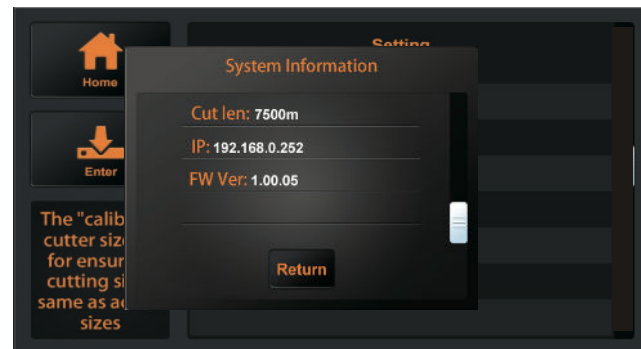 Setting
System Information
Home
Cut len: 7500m
IP: 192.168.0.252
FW Ver: 1.00.05
Enter
The "calib
cutter siz
for ensur
cutting si
same as a
sizes
Return